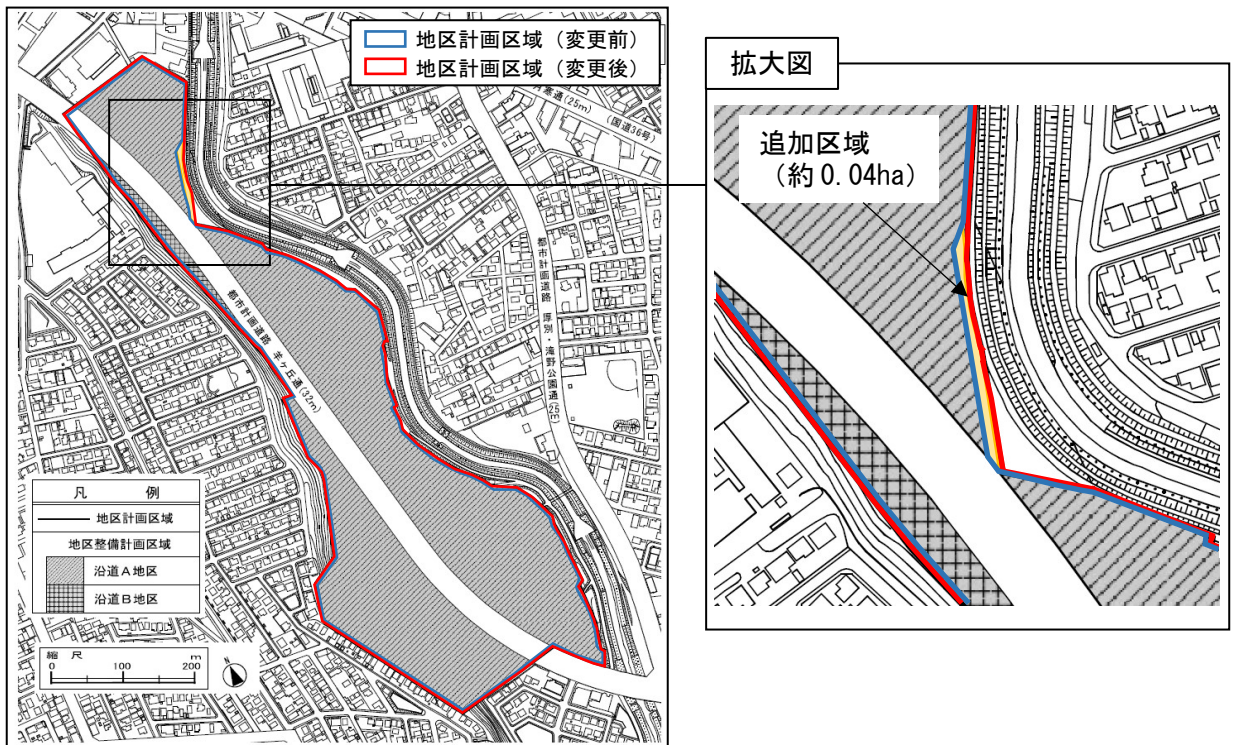 地区計画区域（変更前）
地区計画区域（変更後）
(25m)
(国道36号)
都市計画道路 厚別・滝野公園通(25m)
都市計画道路 羊ヶ丘通(32m)
凡 例
地区計画区域
地区整備計画区域
沿道A地区
沿道B地区
縮 尺
m
0 100 200
N
拡大図
追加区域
（約0.04ha）